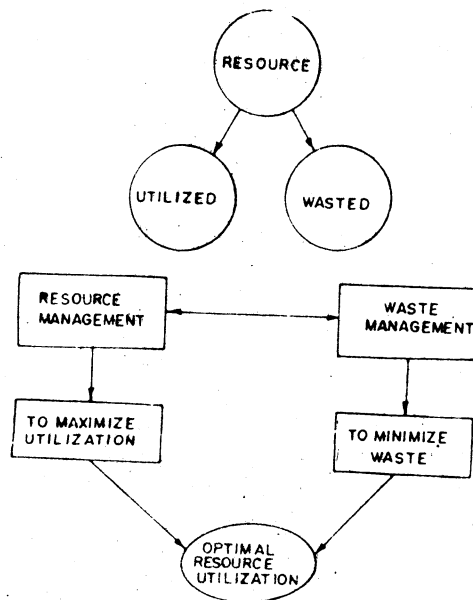 RESOURCE
UTILIZED
WASTED
RESOURCE
MANAGEMENT
WASTE
MANAGEMENT
TO MAXIMIZE
UTILIZATION
TO MINIMIZE
WASTE
OPTIMAL
RESOURCE
UTILIZATION